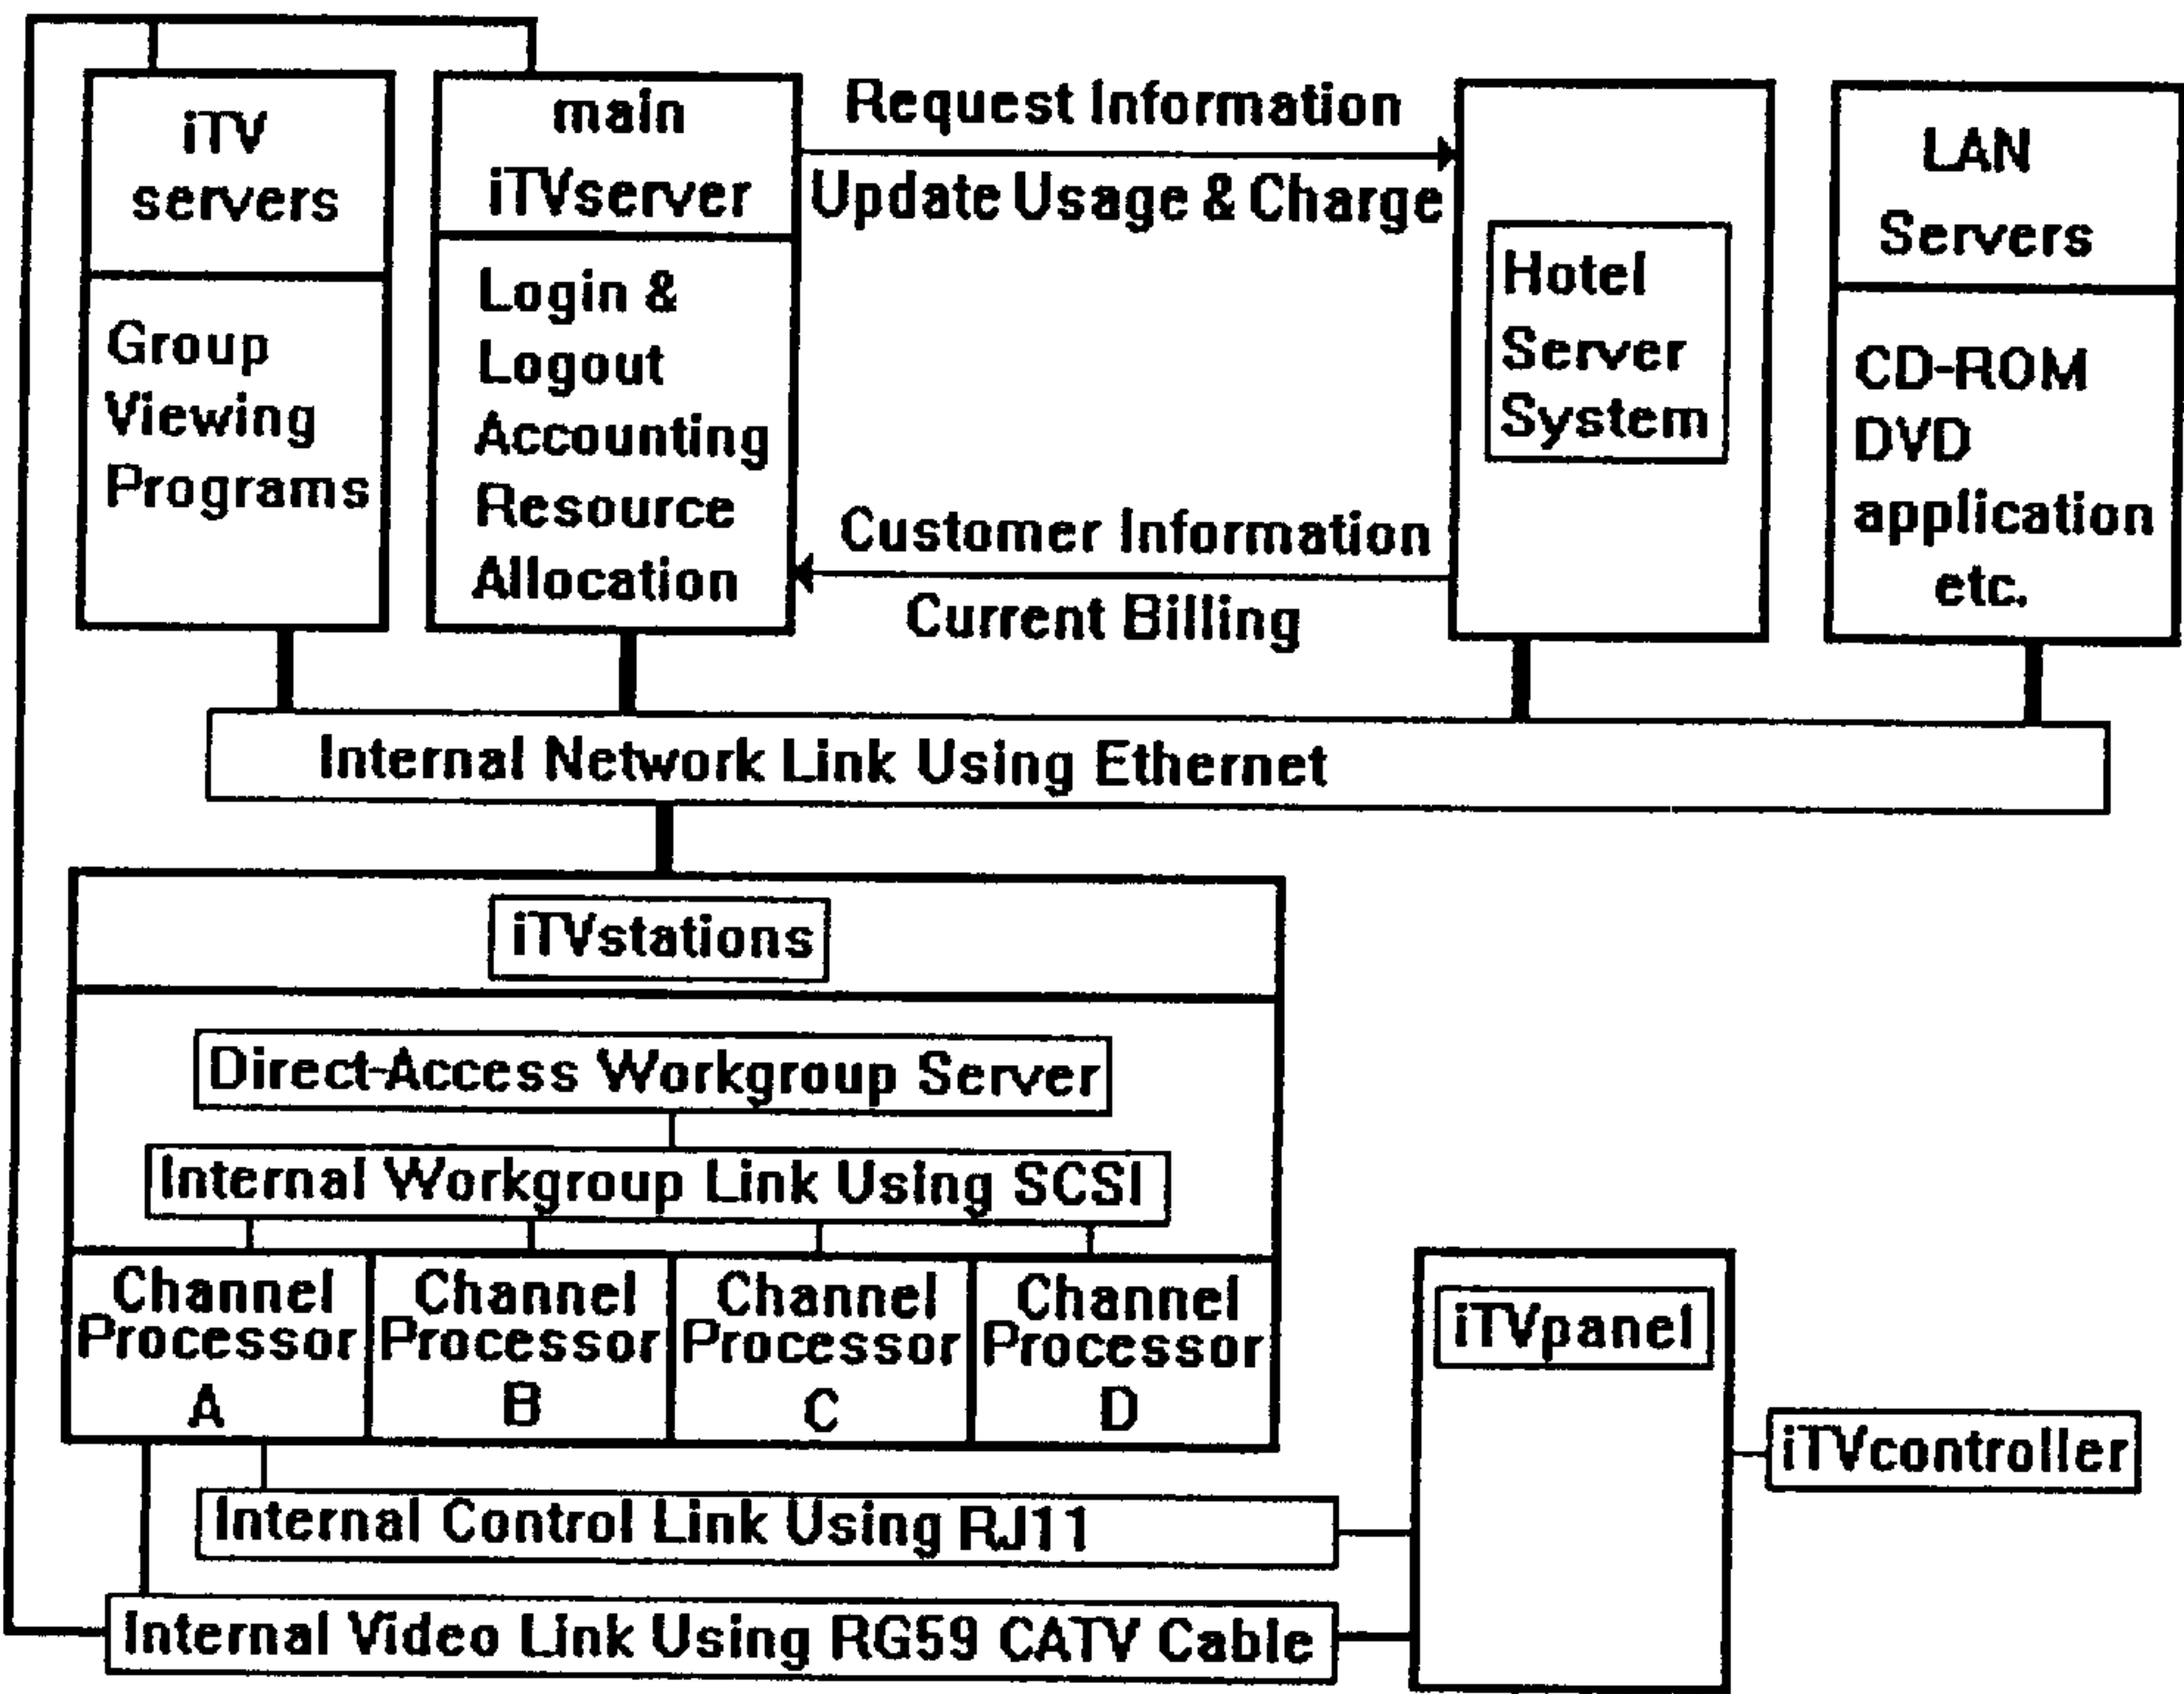 iTV
servers
Group
Viewing
Programs
main
iTVserver
Login &
Logout
Accounting
Resource
Allocation
Request Information
Update Usage & Charge
Customer Information
Current Billing
Hotel
Server
System
LAN
Servers
CD-ROM
DVD
application
etc.
Internal Network Link Using Ethernet
iTVstations
Direct-Access Workgroup Server
Internal Workgroup Link Using SCSI
Channel
Processor
A
Channel
Processor
B
Channel
Processor
C
Channel
Processor
D
iTVpanel
iTVcontroller
Internal Control Link Using RJ11
Internal Video Link Using RG59 CATV Cable